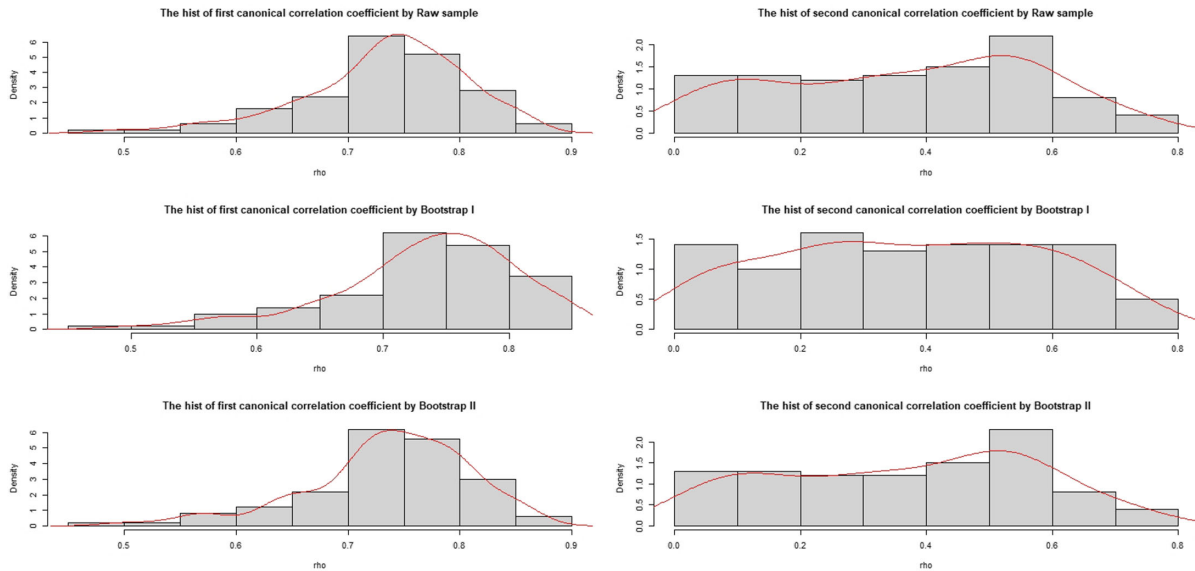 The hist of first canonical correlation coefficient by Raw sample
Density
0 1 2 3 4 5 6
0.5 0.6 0.7 0.8 0.9
rho
The hist of second canonical correlation coefficient by Raw sample
Density
0.0 0.5 1.0 1.5 2.0
0.0 0.2 0.4 0.6 0.8
rho
The hist of first canonical correlation coefficient by Bootstrap I
Density
0 1 2 3 4 5 6
0.5 0.6 0.7 0.8
rho
The hist of second canonical correlation coefficient by Bootstrap I
Density
0.0 0.5 1.0 1.5
0.0 0.2 0.4 0.6 0.8
rho
The hist of first canonical correlation coefficient by Bootstrap II
Density
0 1 2 3 4 5 6
0.5 0.6 0.7 0.8 0.9
rho
The hist of second canonical correlation coefficient by Bootstrap II
Density
0.0 0.5 1.0 1.5 2.0
0.0 0.2 0.4 0.6 0.8
rho